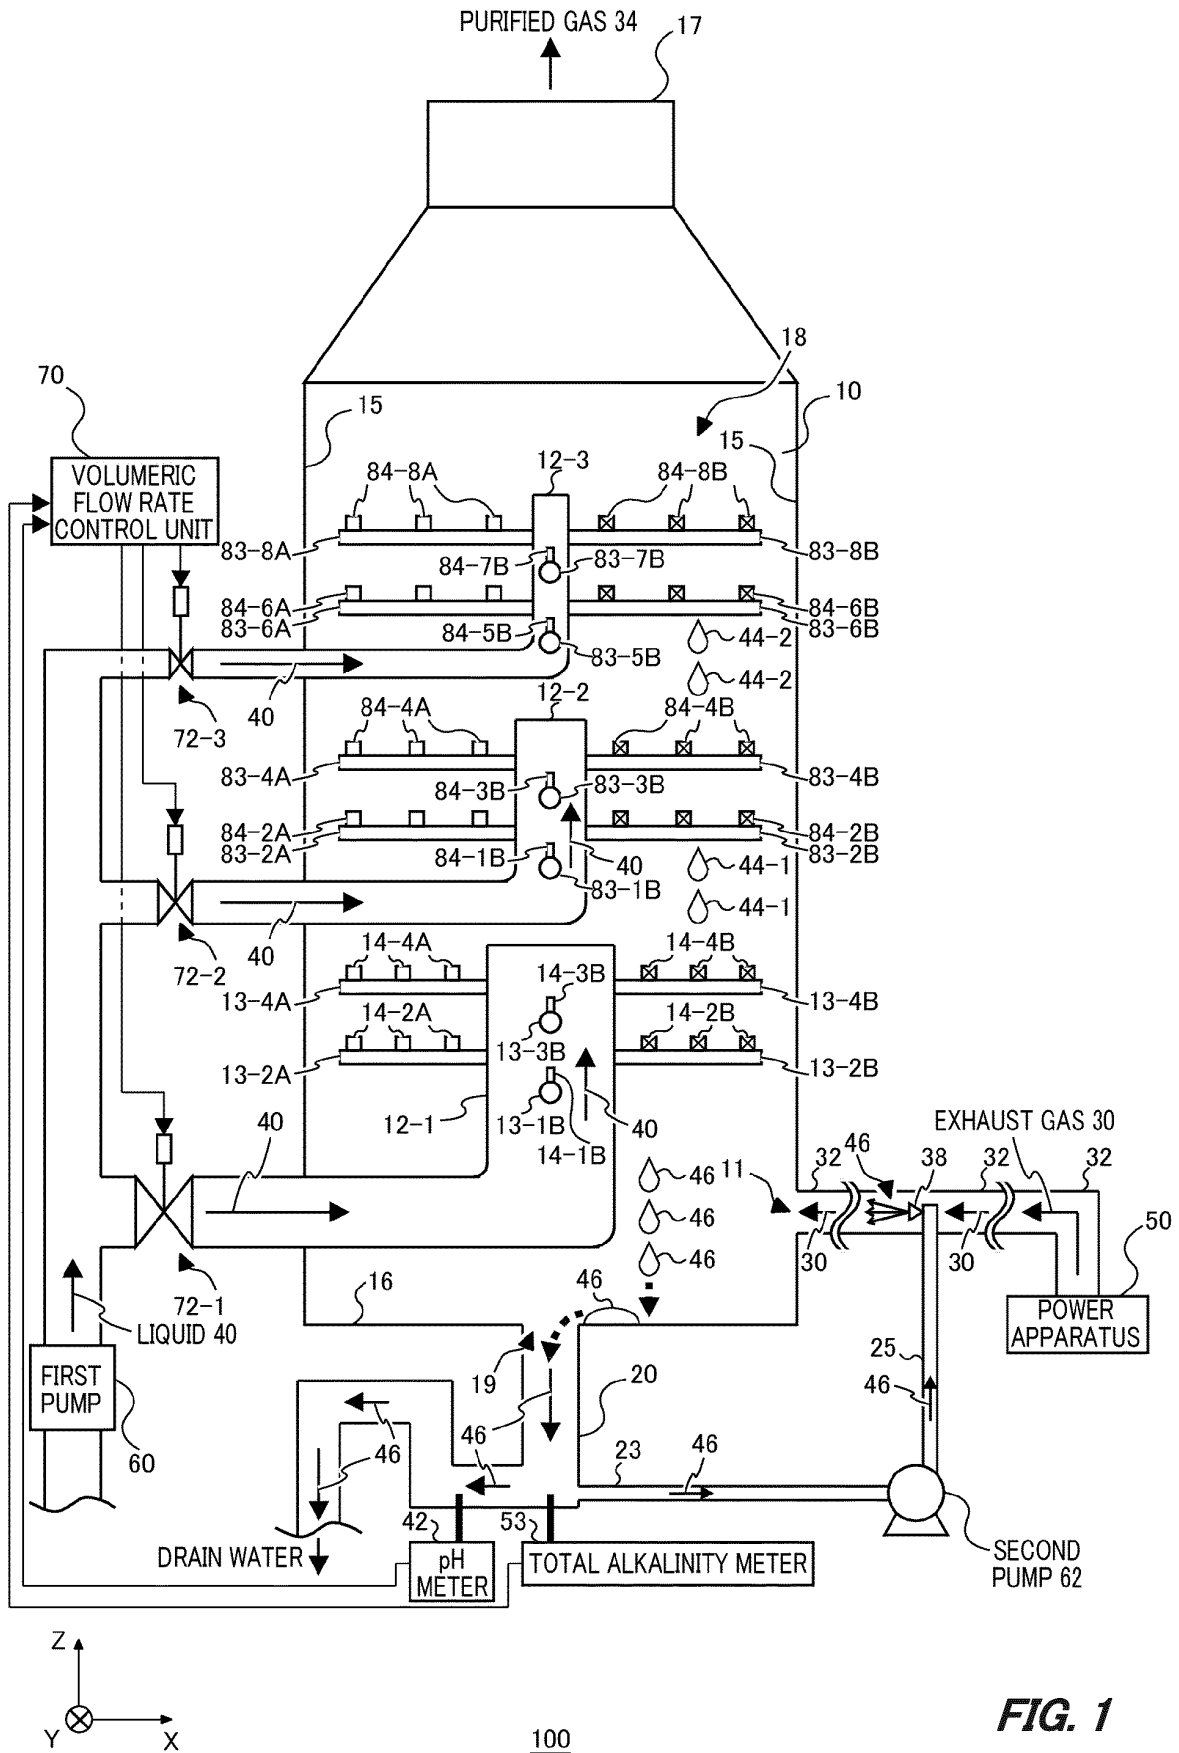 PURIFIED GAS 34
17
18
70
15
10
15
12-3
VOLUMERIC
FLOW RATE
CONTROL UNIT
84-8A
84-8B
83-8A
83-8B
84-7B
83-7B
84-6A
84-6B
83-6A
83-6B
84-5B
83-5B
44-2
44-2
40
72-3
12-2
84-4A
84-4B
83-4A
83-4B
84-3B
83-3B
84-2A
84-2B
83-2A
83-2B
84-1B
40
83-1B
44-1
44-1
40
72-2
14-4A
14-4B
14-3B
13-4A
13-4B
14-2A
14-2B
13-3B
13-2A
13-2B
12-1
13-1B
40
14-1B
40
EXHAUST GAS 30
46
11
32
46
38
32
32
46
30
30
50
46
72-1
16
46
LIQUID 40
POWER
APPARATUS
FIRST
PUMP
19
20
25
46
46
60
46
46
23
46
42
53
DRAIN WATER
pH
METER
TOTAL ALKALINITY METER
SECOND
PUMP 62
Z
Y
X
100
FIG. 1